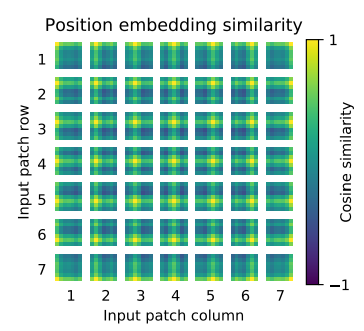 Position embedding similarity
1
2
3
4
5
6
7
Input patch row
1 2 3 4 5 6 7
Input patch column
1
−1
Cosine similarity